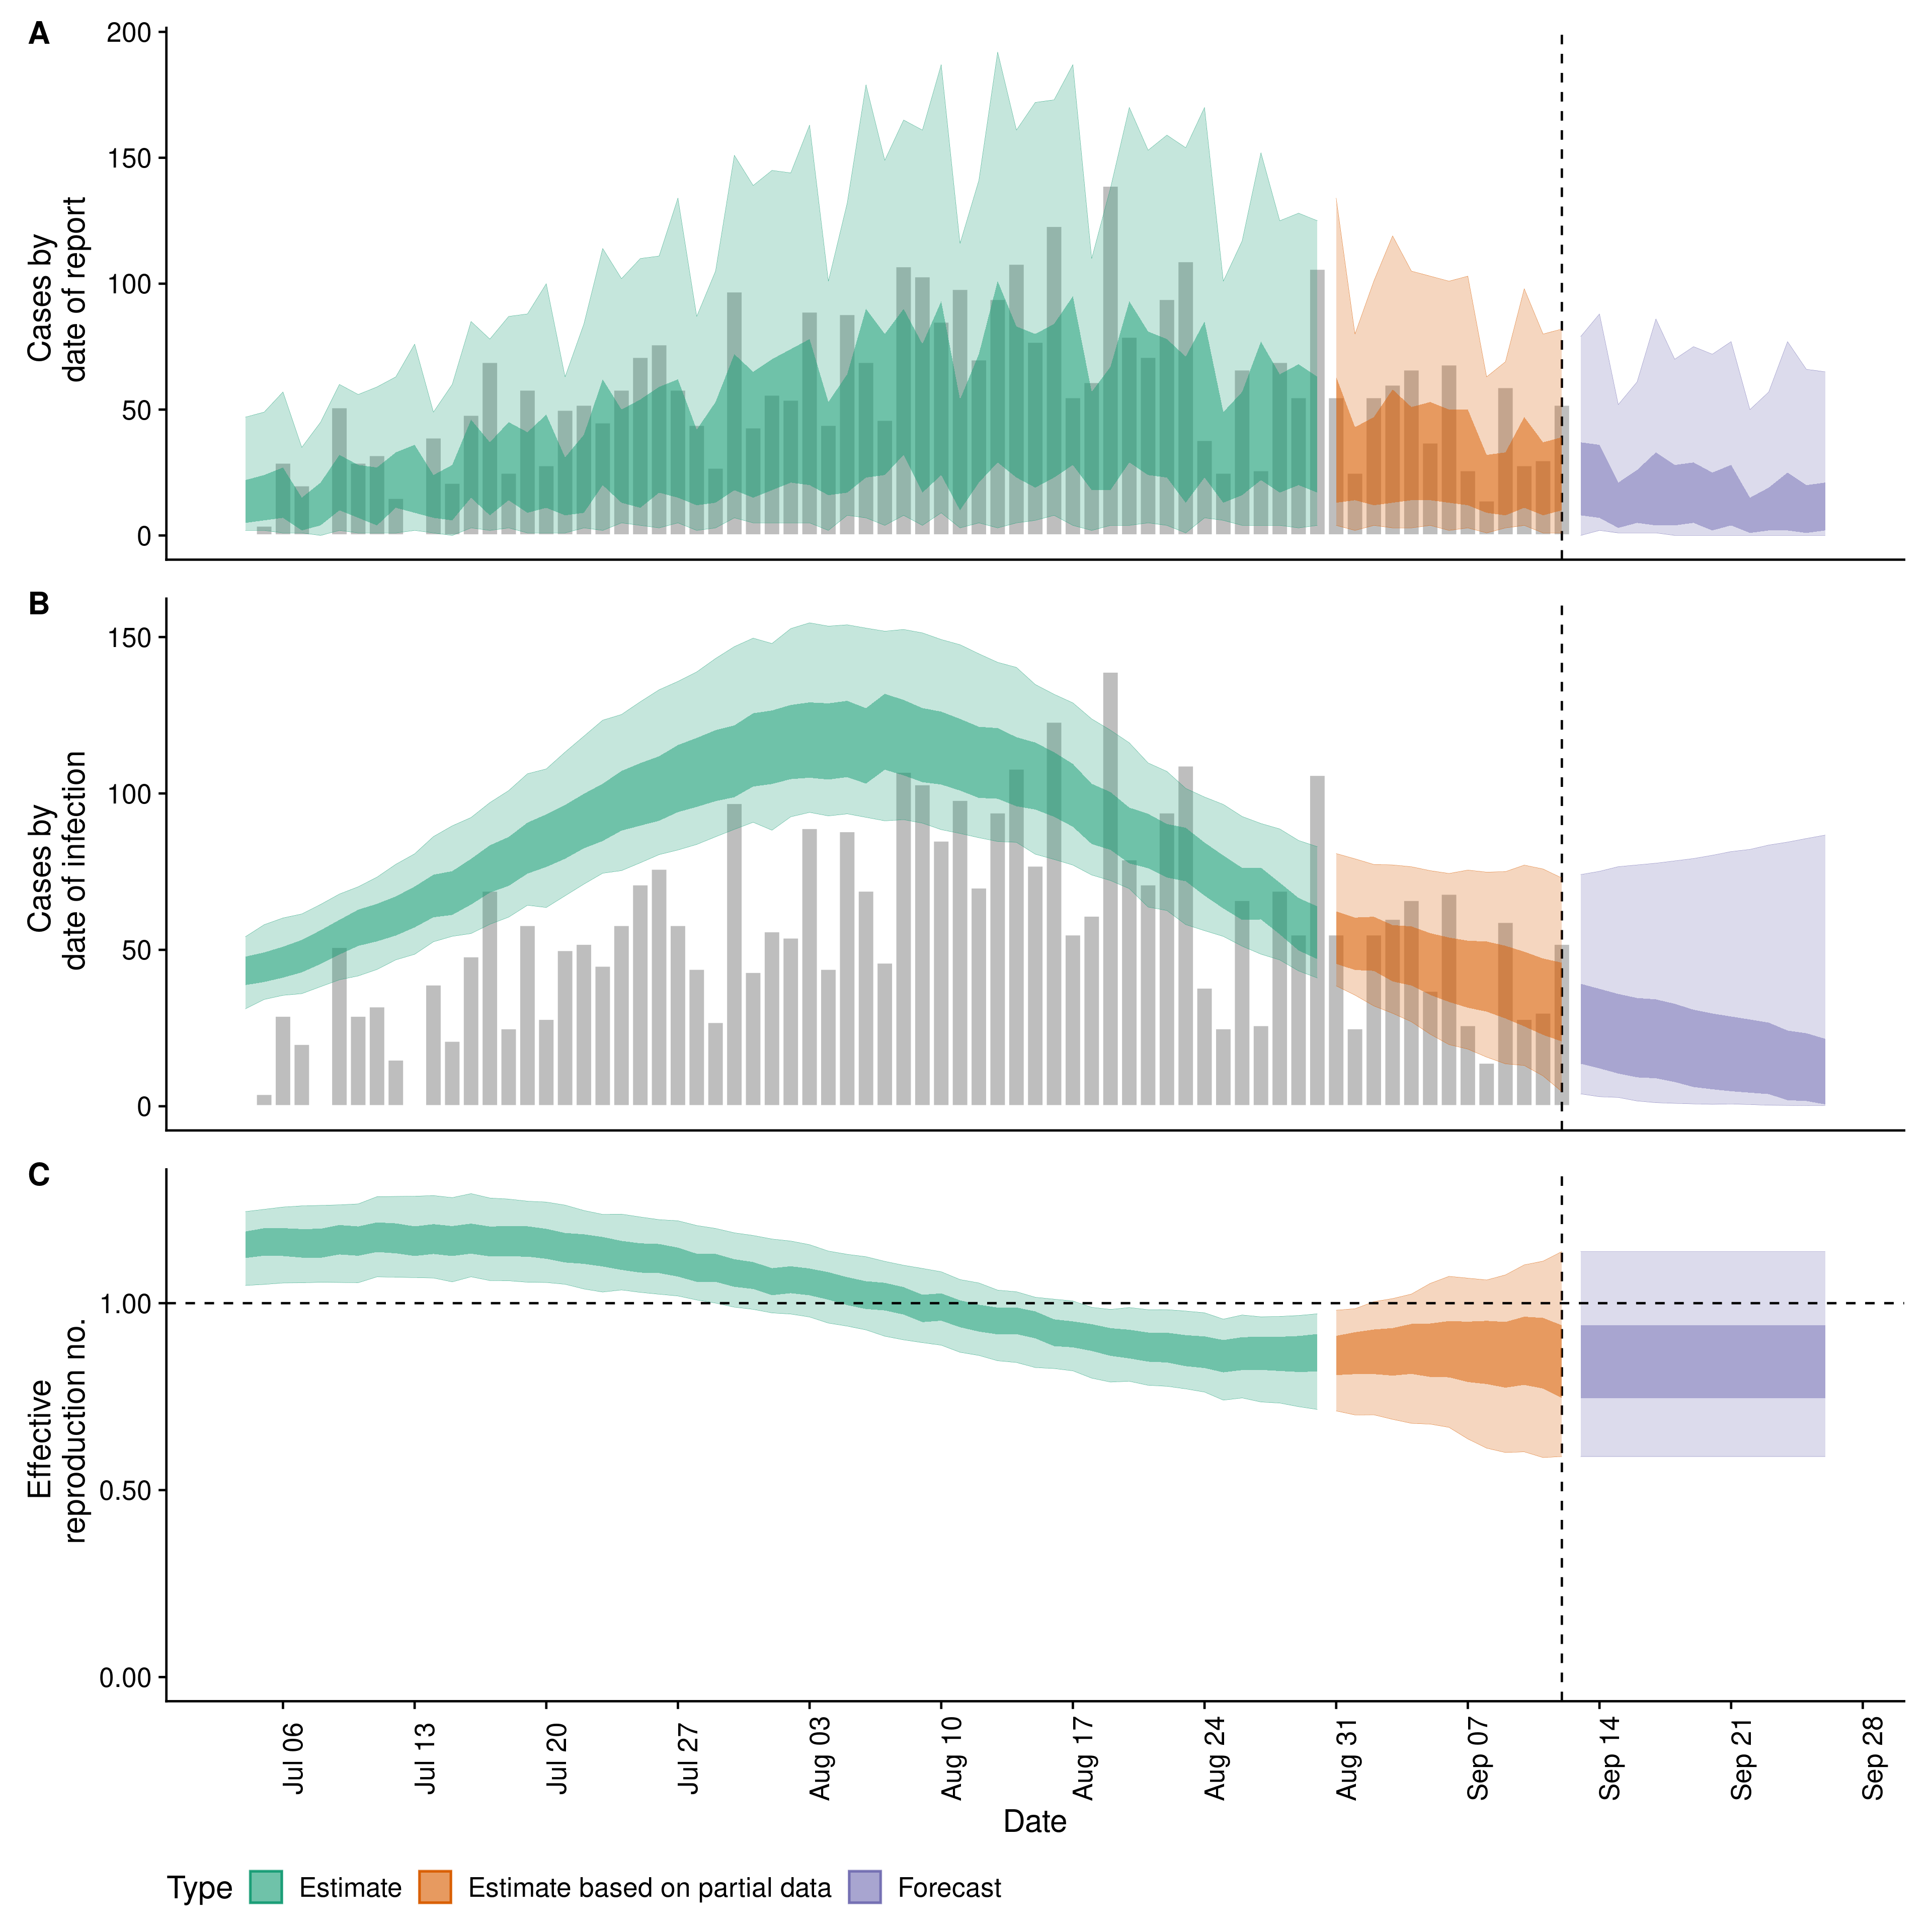 A
200
150
100
50
0
Cases by
date of report
B
150
100
50
0
Cases by
date of infection
C
1.00
0.50
0.00
Effective
reproduction no.
Jul 06
Jul 13
Jul 20
Jul 27
Aug 03
Aug 10
Aug 17
Aug 24
Aug 31
Sep 07
Sep 14
Sep 21
Sep 28
Date
Type Estimate Estimate based on partial data Forecast